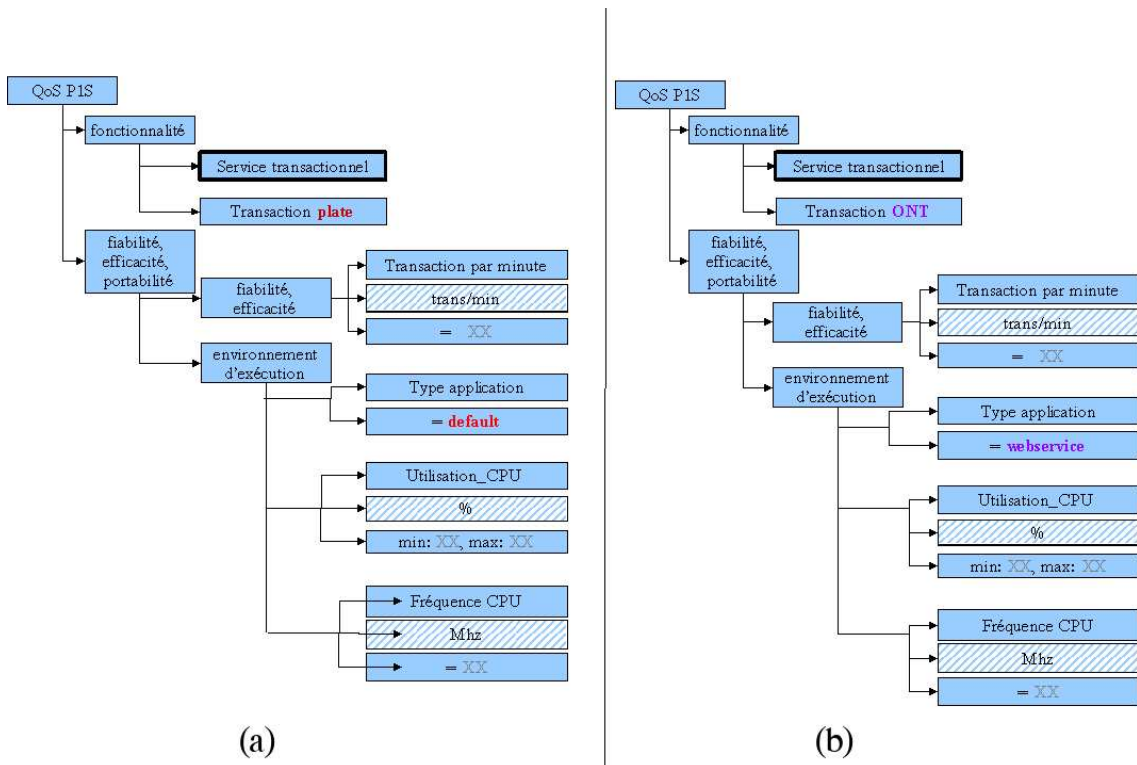 QoS P1S
fonctionnalité
Service transactionnel
Transaction plate
fiabilité,
efficacité,
portabilité
fiabilité,
efficacité
Transaction par minute
trans/min
= XX
environnement
d'exécution
Type application
= default
Utilisation_CPU
%
min: XX, max: XX
Fréquence CPU
Mhz
= XX
(a)
QoS P1S
fonctionnalité
Service transactionnel
Transaction ONT
fiabilité,
efficacité,
portabilité
fiabilité,
efficacité
Transaction par minute
trans/min
= XX
environnement
d'exécution
Type application
= webservice
Utilisation_CPU
%
min: XX, max: XX
Fréquence CPU
Mhz
= XX
(b)